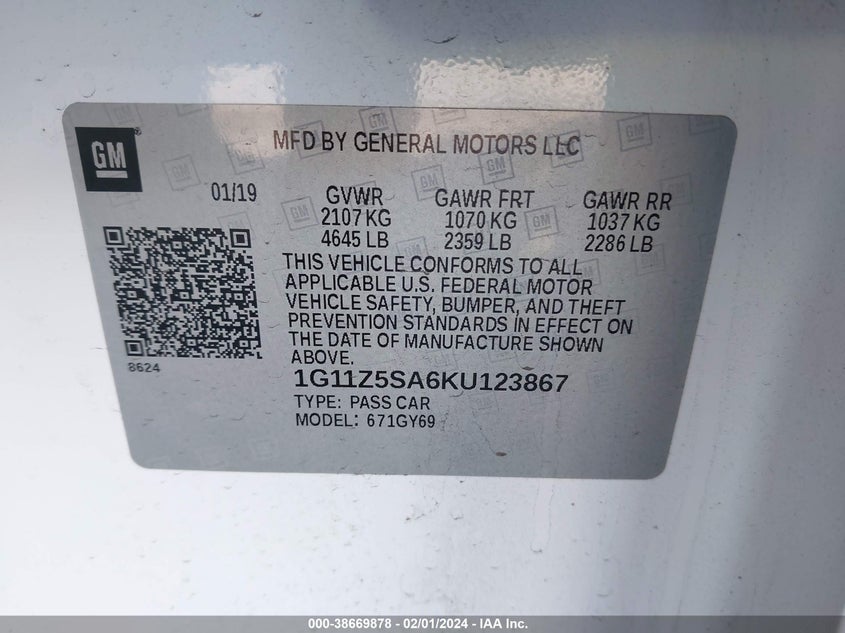 GM
MFD BY GENERAL MOTORS LLC
01/19
GVWR
2107 KG
4645 LB
GAWR FRT
1070 KG
2359 LB
GAWR RR
1037 KG
2286 LB
THIS VEHICLE CONFORMS TO ALL
APPLICABLE U.S. FEDERAL MOTOR
VEHICLE SAFETY, BUMPER, AND THEFT
PREVENTION STANDARDS IN EFFECT ON
THE DATE OF MANUFACTURE SHOWN
ABOVE.
8624
1G11Z5SA6KU123867
TYPE: PASS CAR
MODEL: 671GY69
000-38669878 - 02/01/2024 - IAA Inc.